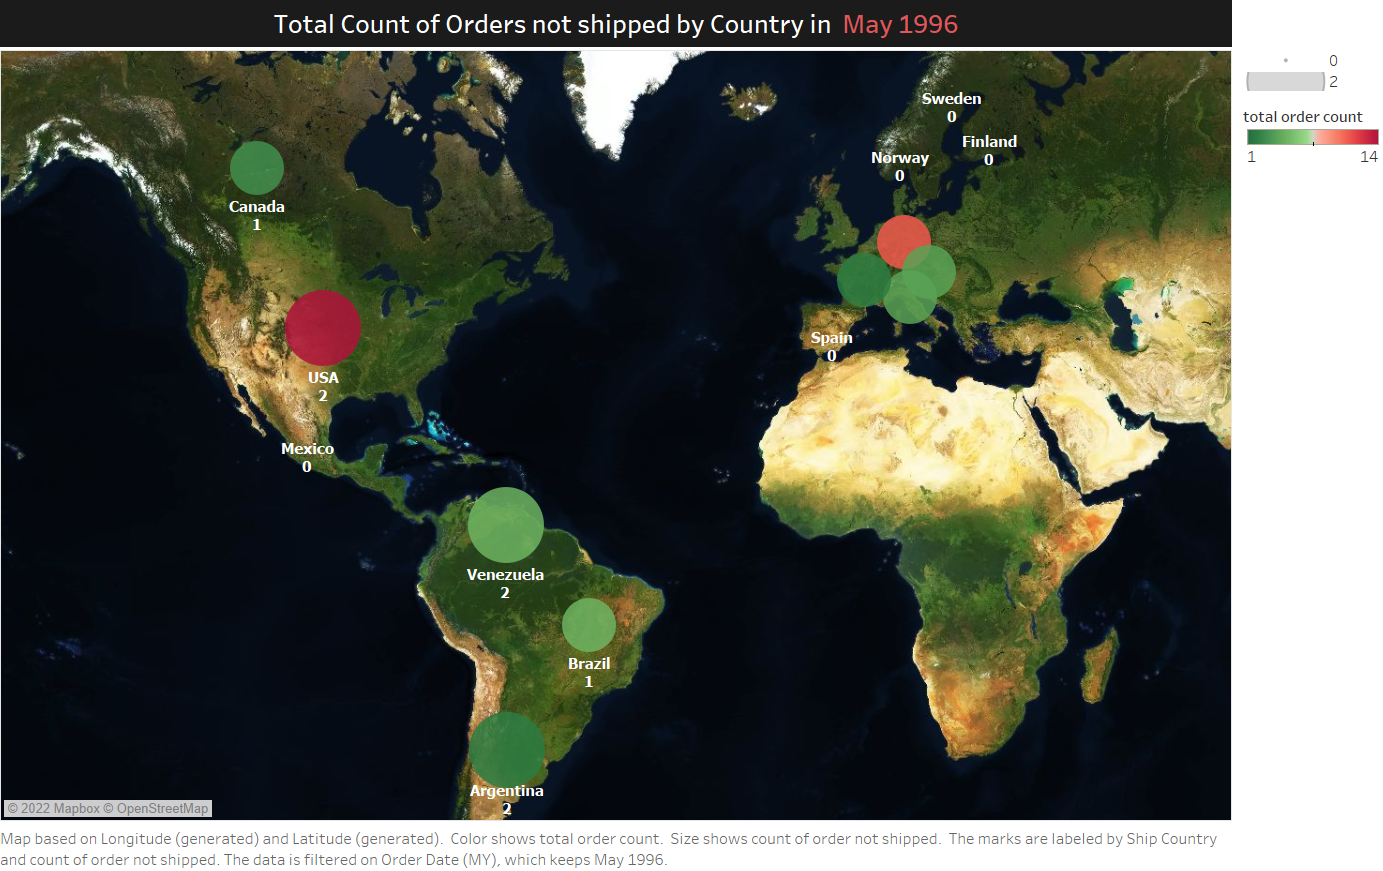 Total Count of Orders not shipped by Country in May 1996
0
2
total order count
1
14
Sweden
0
Finland
0
Norway
0
Canada
1
Spain
0
USA
2
Mexico
0
Venezuela
2
Brazil
1
Argentina
2
© 2022 Mapbox © OpenStreetMap
Map based on Longitude (generated) and Latitude (generated). Color shows total order count. Size shows count of order not shipped. The marks are labeled by Ship Country
and count of order not shipped. The data is filtered on Order Date (MY), which keeps May 1996.